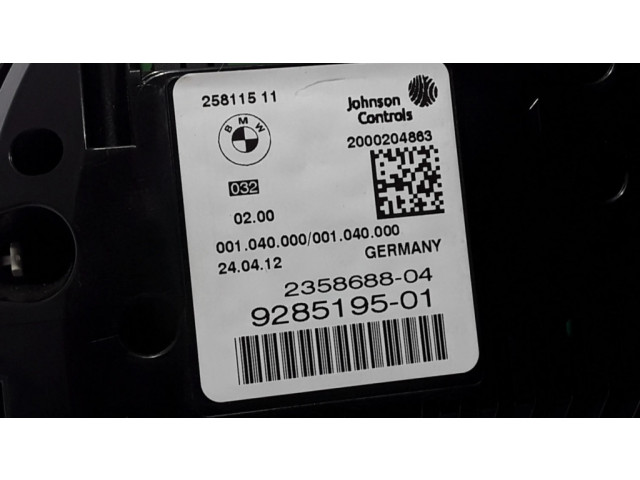 258115 11
Johnson
Controls
BMW
2000204863
032
02.00
001.040.000/001.040.000
24.04.12
GERMANY
2358688-04
9285195-01